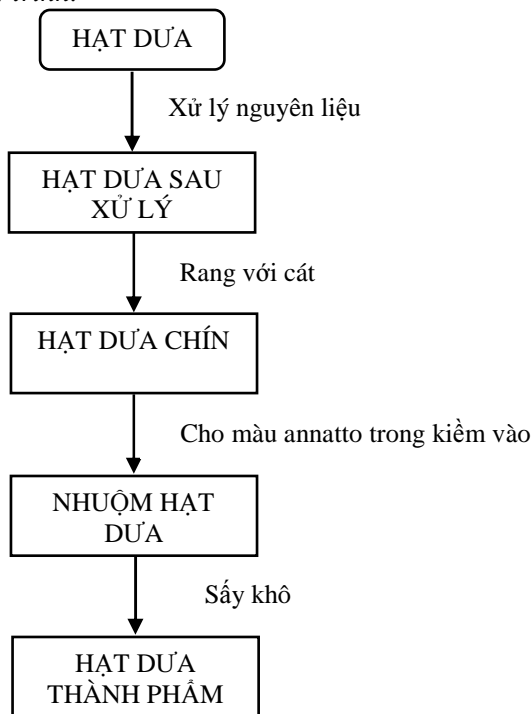 HẠT DƯA
Xử lý nguyên liệu
HẠT DƯA SAU
XỬ LÝ
Rang với cát
HẠT DƯA CHÍN
Cho màu annatto trong kiềm vào
NHUỘM HẠT
DƯA
Sấy khô
HẠT DƯA
THÀNH PHẨM